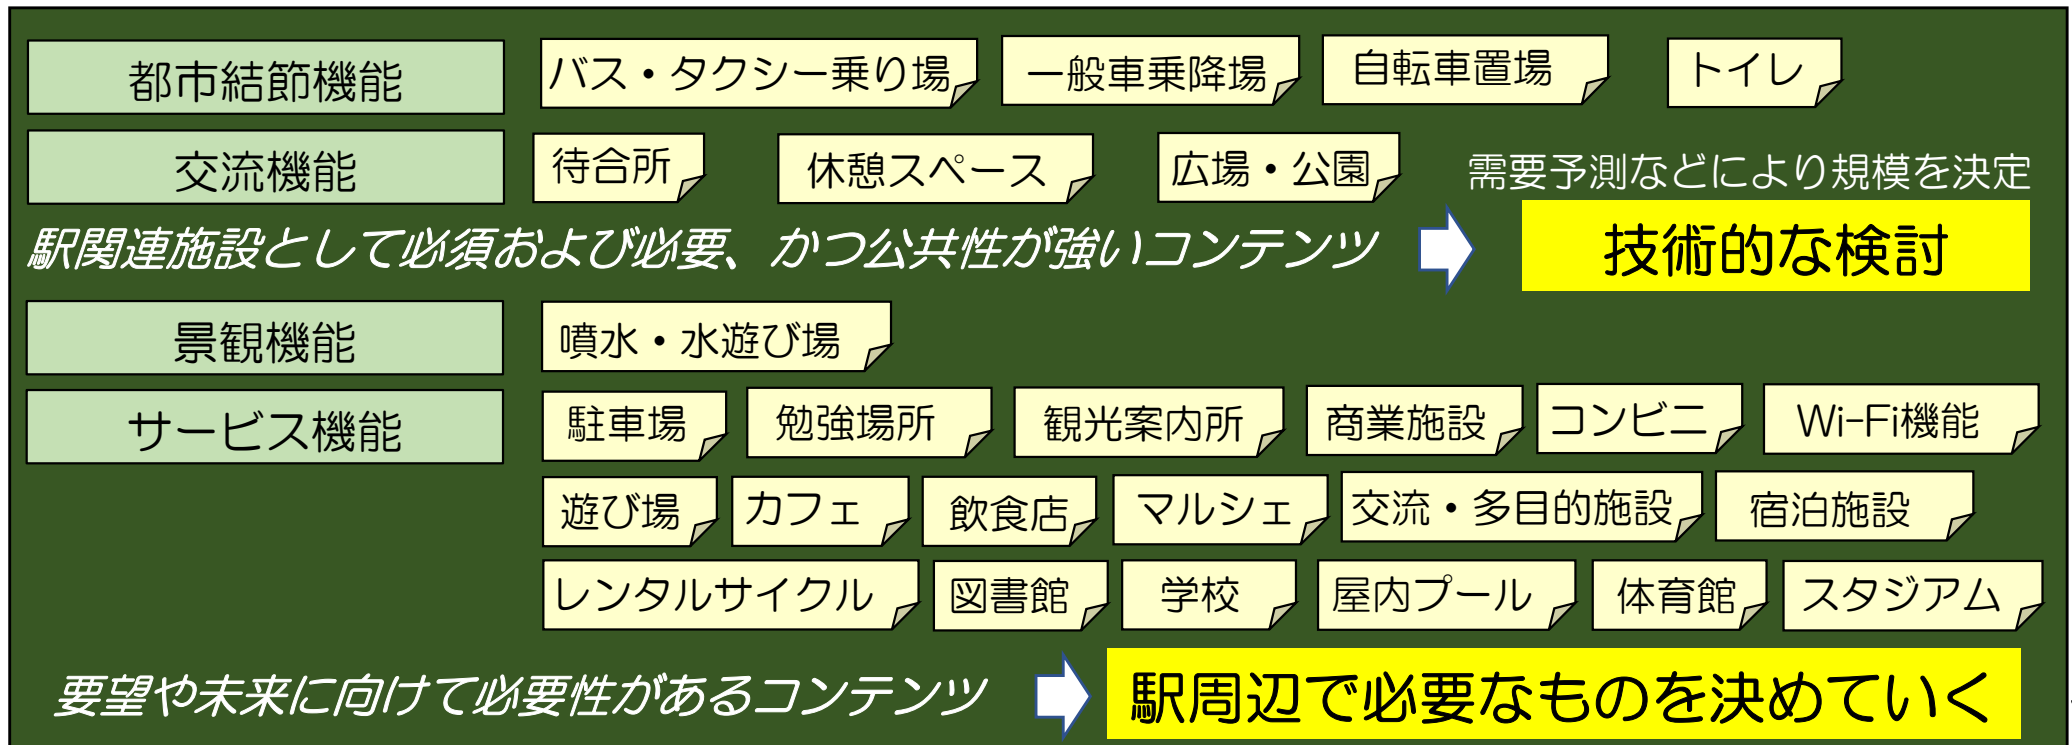 都市結節機能 バス・タクシー乗り場 一般車乗降場 自転車置場 トイレ
交流機能 待合所 休憩スペース 広場・公園 需要予測などにより規模を決定
駅関連施設として必須および必要、かつ公共性が強いコンテンツ 技術的な検討
景観機能 噴水・水遊び場
サービス機能 駐車場 勉強場所 観光案内所 商業施設 コンビニ Wi-Fi機能
遊び場 カフェ 飲食店 マルシェ 交流・多目的施設 宿泊施設
レンタルサイクル 図書館 学校 屋内プール 体育館 スタジアム
要望や未来に向けて必要性があるコンテンツ 駅周辺で必要なものを決めていく